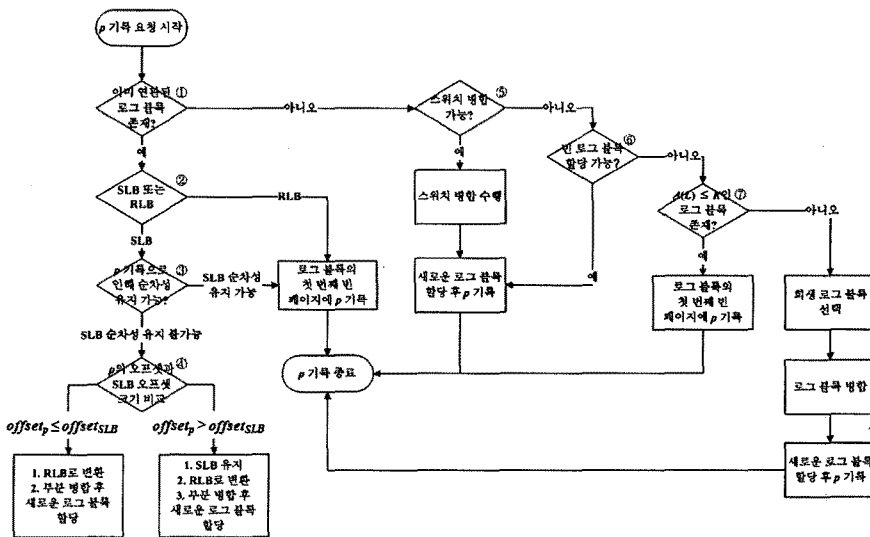 p 기록 요청 시작
이미 연관된 ①
로그 블록
존재?
아니오
예
스위치 병합 ⑤
가능?
아니오
예
빈 로그 블록 ⑥
할당 가능?
아니오
예
A(L) ≤ K인 ⑦
로그 블록
존재?
아니오
예
②
SLB 또는
RLB
RLB
SLB
스위치 병합 수행
p 기록으로 ③
인해 순차성
유지 가능?
SLB 순차성
유지 가능
로그 블록의
첫 번째 빈
페이지에 p 기록
새로운 로그 블록
할당 후 p 기록
로그 블록의
첫 번째 빈
페이지에 p 기록
희생 로그 블록
선택
SLB 순차성 유지 불가능
p의 오프셋과 ④
SLB 오프셋
크기 비교
p 기록 종료
로그 블록 병합
offsetp ≤ offsetSLB
offsetp > offsetSLB
1. RLB로 변환
2. 부분 병합 후
새로운 로그 블록
할당
1. SLB 유지
2. RLB로 변환
3. 부분 병합 후
새로운 로그 블록
할당
새로운 로그 블록
할당 후 p 기록